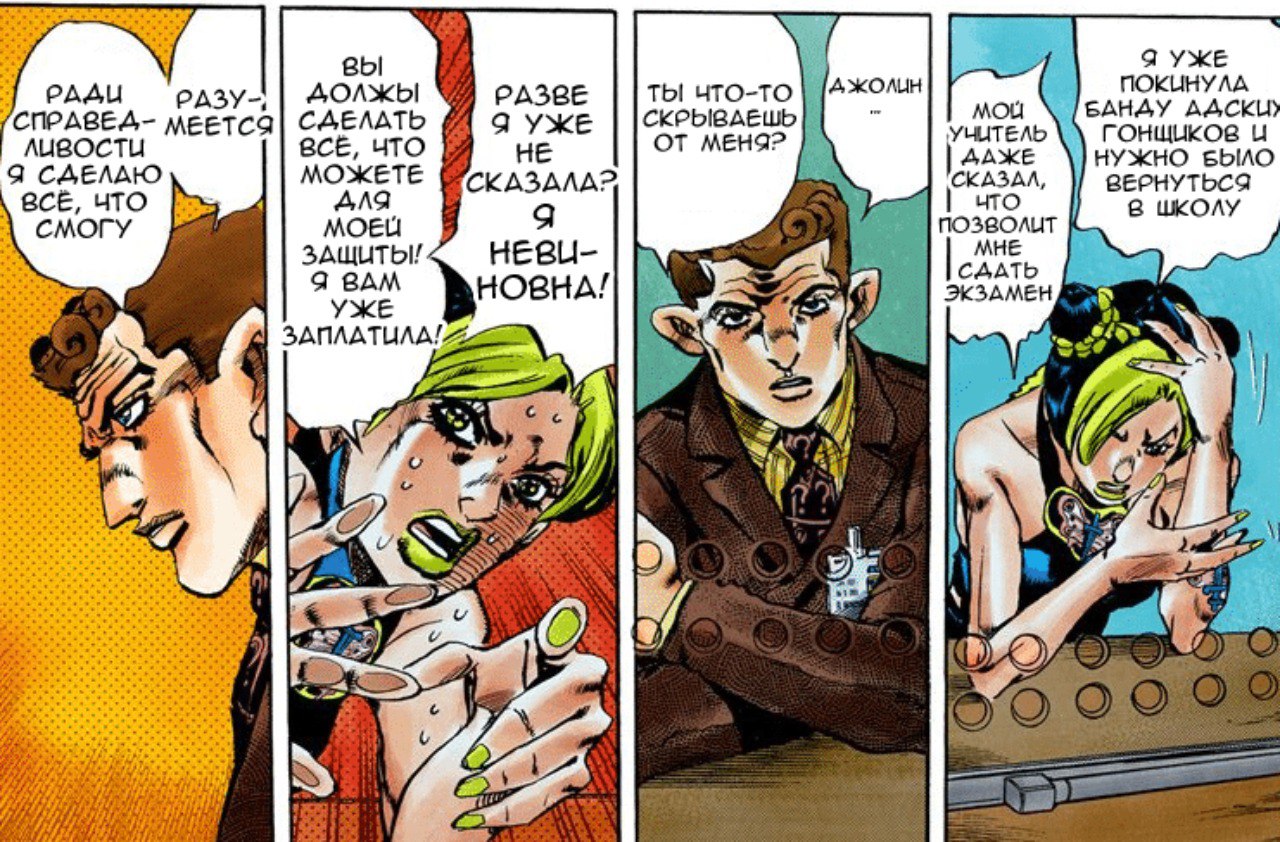 Я УЖЕ
ПОКИНУЛА
БАНДУ АДСКИХ
ГОНЩИКОВ И
НУЖНО БЫЛО
ВЕРНУТЬСЯ
В ШКОЛУ
МОЙ
УЧИТЕЛЬ
ДАЖЕ
СКАЗАЛ,
ЧТО
ПОЗВОЛИТ
МНЕ
СДАТЬ
ЭКЗАМЕН
ДЖОЛИН
...
ТЫ ЧТО-ТО
СКРЫВАЕШЬ
ОТ МЕНЯ?
РАЗВЕ
Я УЖЕ
НЕ
СКАЗАЛА?
Я
НЕВИ-
НОВНА!
ВЫ
ДОЛЖЫ
СДЕЛАТЬ
ВСЁ, ЧТО
МОЖЕТЕ
ДЛЯ
МОЕЙ
ЗАЩИТЫ!
Я ВАМ
УЖЕ
ЗАПЛАТИЛА!
РАЗУ-
МЕЕТСЯ
РАДИ
СПРАВЕД-
ЛИВОСТИ
Я СДЕЛАЮ
ВСЁ, ЧТО
СМОГУ